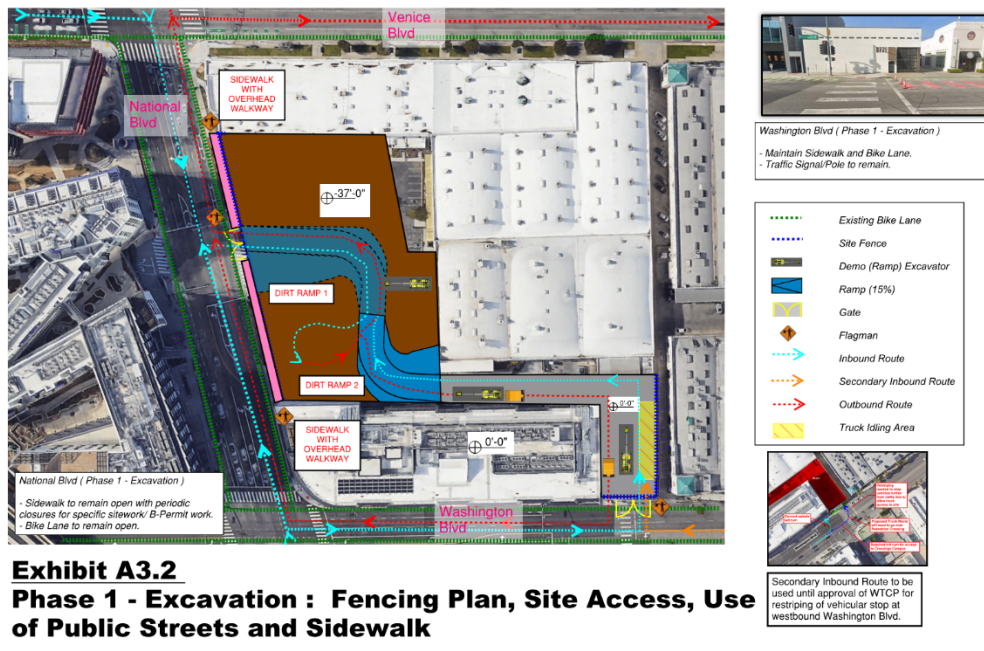 Venice
Blvd
SIDEWALK
WITH
OVERHEAD
WALKWAY
National
Blvd
-37'-0"
DIRT RAMP 1
DIRT RAMP 2
0'-0"
SIDEWALK
WITH
OVERHEAD
WALKWAY
0'-0"
Washington
Blvd
National Blvd ( Phase 1 - Excavation )
- Sidewalk to remain open with periodic
closures for specific sitework/ B-Permit work.
- Bike Lane to remain open.
Washington Blvd ( Phase 1 - Excavation )
- Maintain Sidewalk and Bike Lane.
- Traffic Signal/Pole to remain.
Existing Bike Lane
Site Fence
Demo (Ramp) Excavator
Ramp (15%)
Gate
Flagman
Inbound Route
Secondary Inbound Route
Outbound Route
Truck Idling Area
Secondary Inbound Route to be
used until approval of WTCP for
restriping of vehicular stop at
westbound Washington Blvd.
Exhibit A3.2
Phase 1 - Excavation : Fencing Plan, Site Access, Use
of Public Streets and Sidewalk